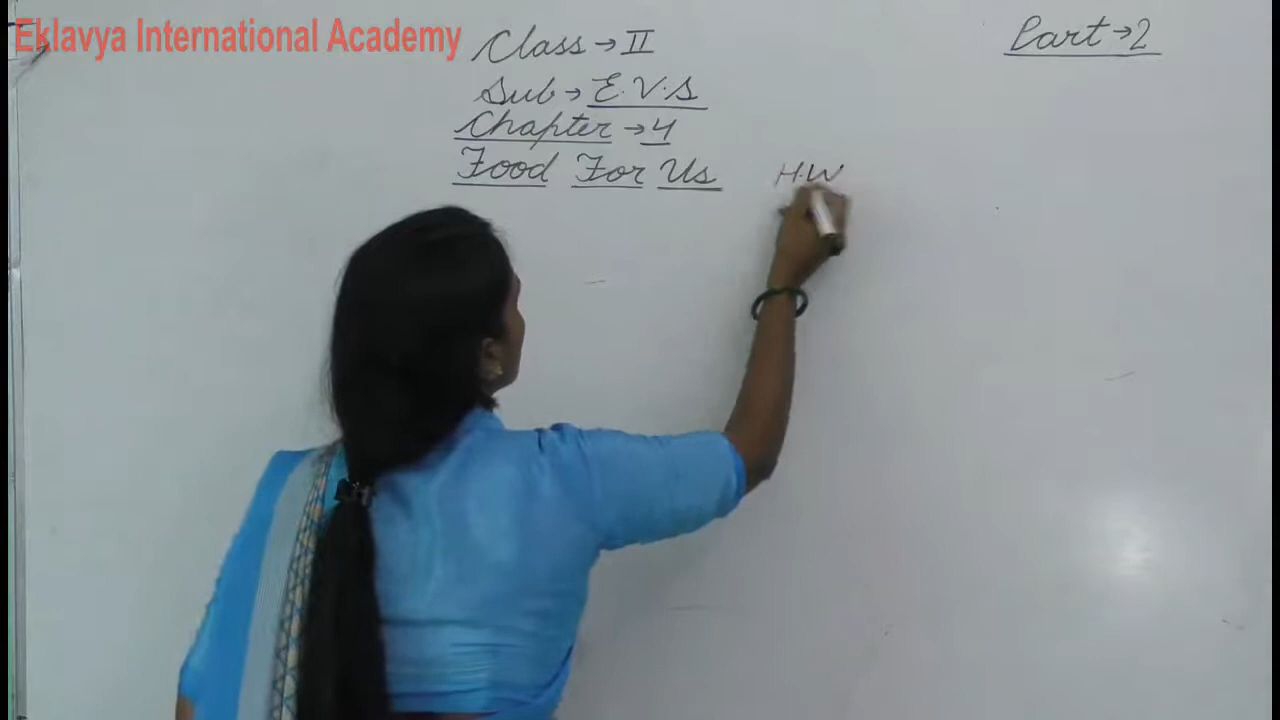 Eklavya International Academy
Class → II
Part → 2
Sub → E.V.S
Chapter → 4
Food For Us H.W